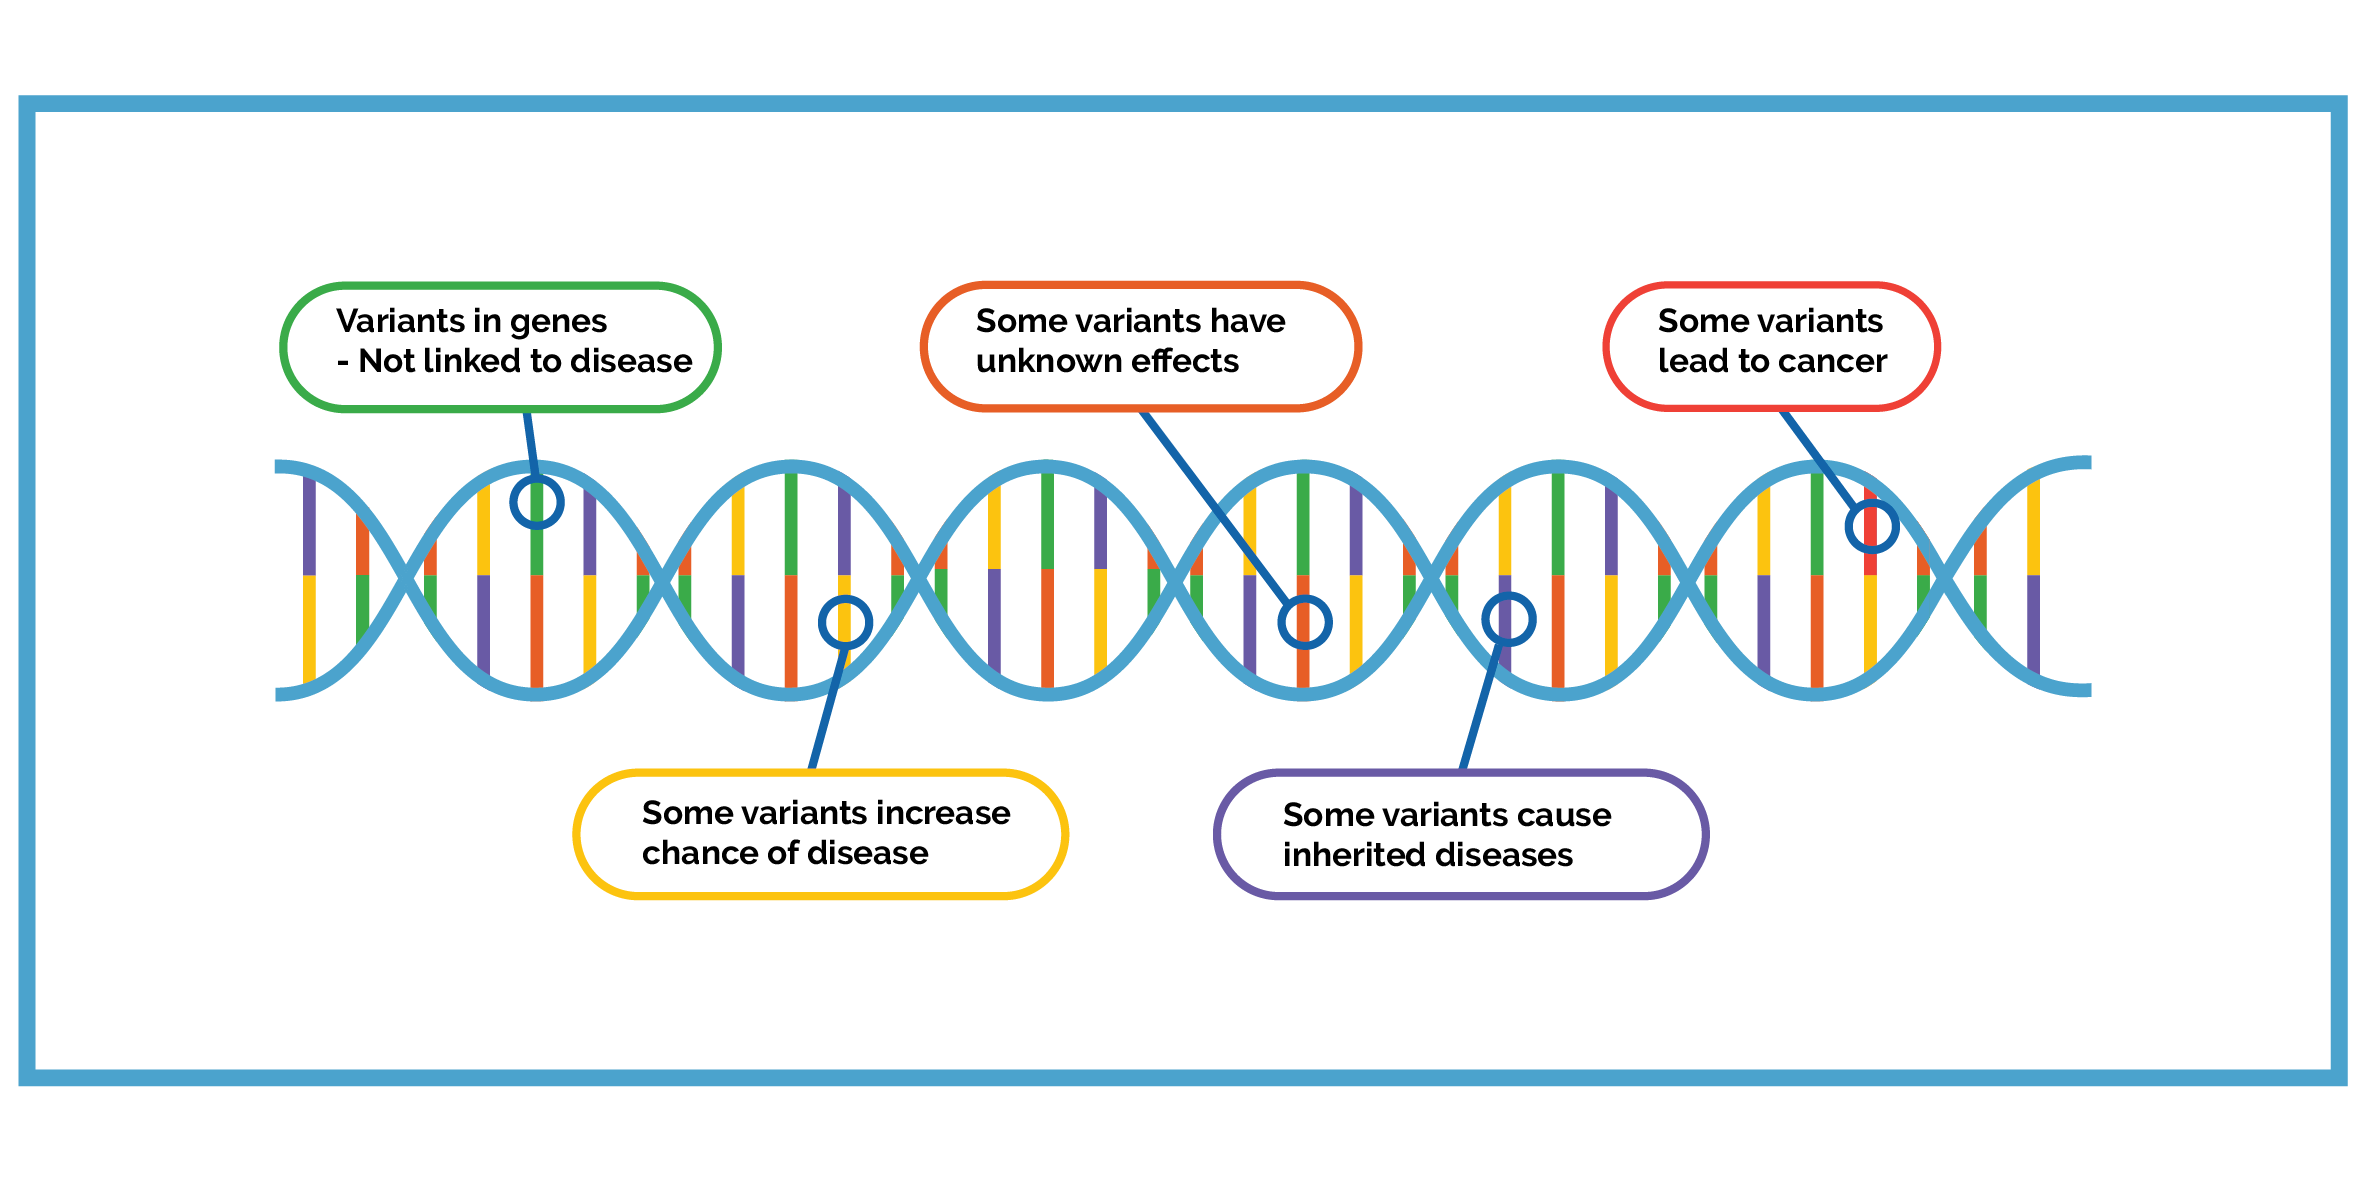 Variants in genes
- Not linked to disease
Some variants have
unknown effects
Some variants
lead to cancer
Some variants increase
chance of disease
Some variants cause
inherited diseases